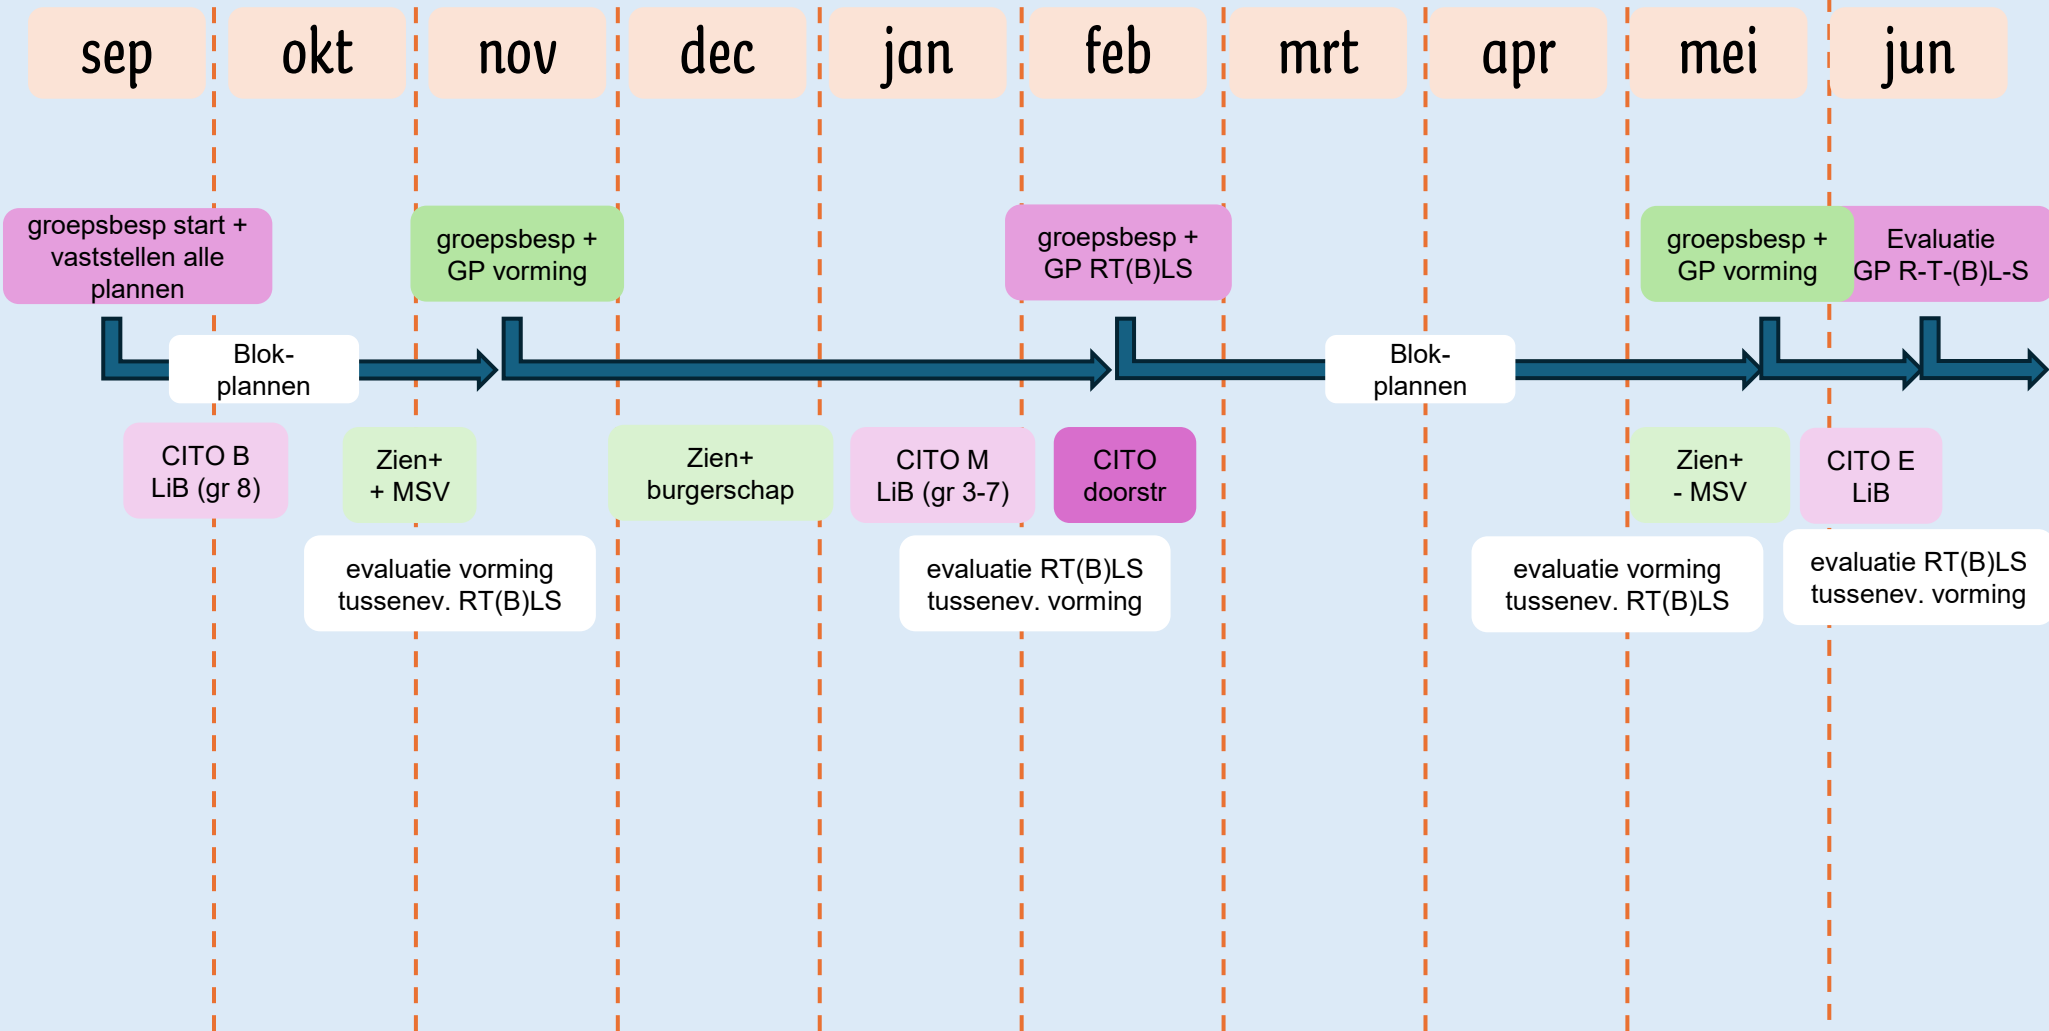 sep
okt
nov
dec
jan
feb
mrt
apr
mei
jun
groepsbesp start +
vaststellen alle
plannen
groepsbesp +
GP vorming
groepsbesp +
GP RT(B)LS
groepsbesp +
GP vorming
Evaluatie
GP R-T-(B)L-S
Blok-
plannen
Blok-
plannen
CITO B
LiB (gr 8)
Zien+
+ MSV
Zien+
burgerschap
CITO M
LiB (gr 3-7)
CITO
doorstr
Zien+
- MSV
CITO E
LiB
evaluatie vorming
tussenev. RT(B)LS
evaluatie RT(B)LS
tussenev. vorming
evaluatie vorming
tussenev. RT(B)LS
evaluatie RT(B)LS
tussenev. vorming